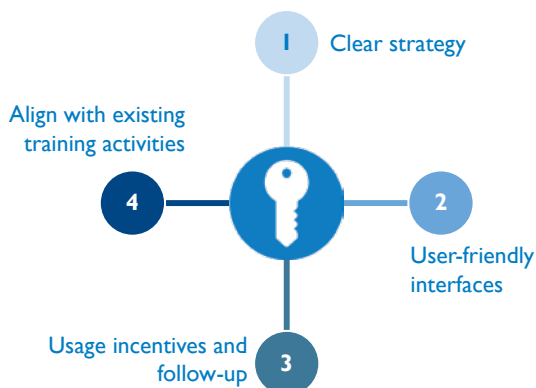 1
Clear strategy
Align with existing
training activities
4
2
User-friendly
interfaces
Usage incentives and
follow-up
3